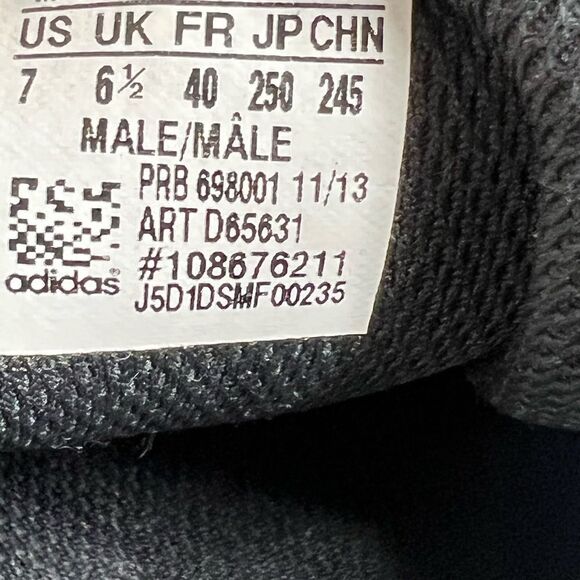 US UK FR JP CHN
7 6½ 40 250 245
MALE/MÂLE
PRB 698001 11/13
ART D65631
#108676211
adidas®
J5D1DSMF00235